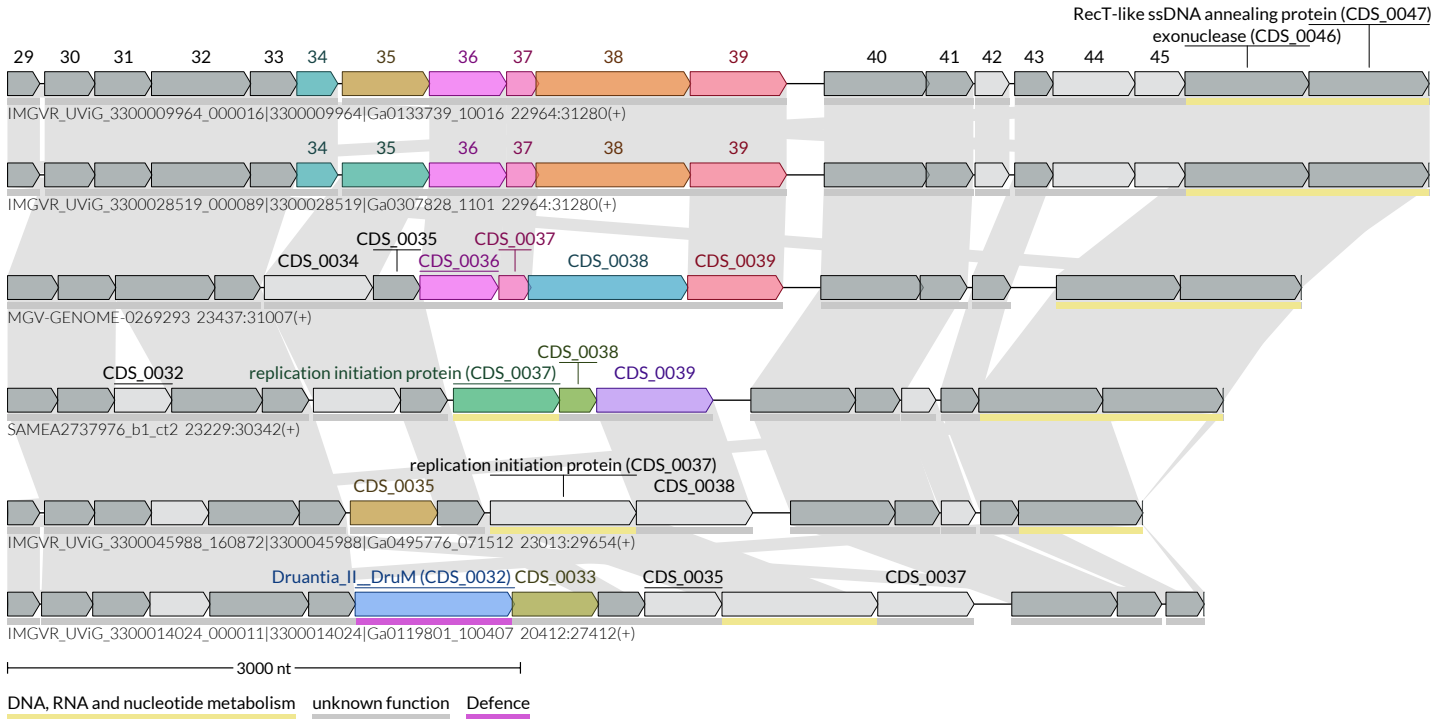 RecT-like ssDNA annealing protein (CDS_0047)
exonuclease (CDS_0046)
29 30 31 32 33 34 35 36 37 38 39 40 41 42 43 44 45
IMGVR_UViG_3300009964_000016|3300009964|Ga0133739_10016 22964:31280(+)
34 35 36 37 38 39
IMGVR_UViG_3300028519_000089|3300028519|Ga0307828_1101 22964:31280(+)
CDS_0035 CDS_0037
CDS_0034 CDS_0036 CDS_0038 CDS_0039
MGV-GENOME-0269293 23437:31007(+)
CDS_0038
CDS_0032 replication initiation protein (CDS_0037) CDS_0039
SAMEA2737976_b1_ct2 23229:30342(+)
replication initiation protein (CDS_0037)
CDS_0035 CDS_0038
IMGVR_UViG_3300045988_160872|3300045988|Ga0495776_071512 23013:29654(+)
Druantia_II__DruM (CDS_0032) CDS_0033 CDS_0035 CDS_0037
IMGVR_UViG_3300014024_000011|3300014024|Ga0119801_100407 20412:27412(+)
3000 nt
DNA, RNA and nucleotide metabolism unknown function Defence